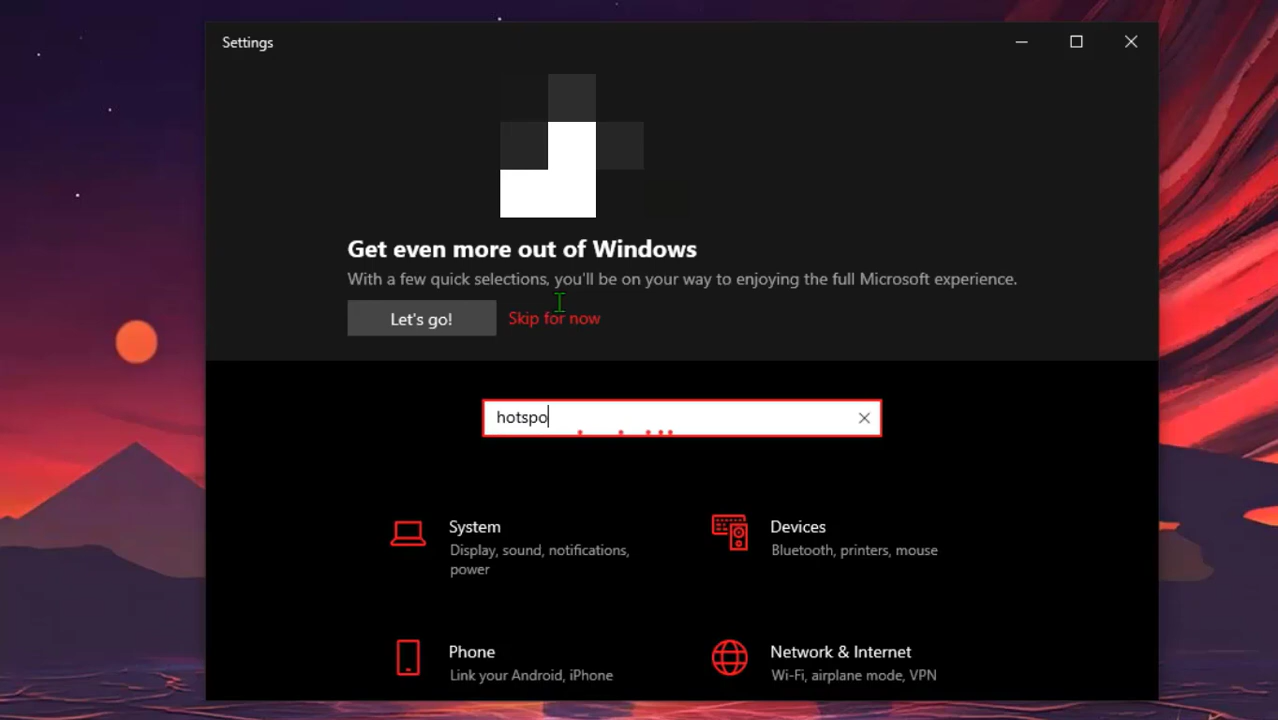 Settings
Get even more out of Windows
With a few quick selections, you'll be on your way to enjoying the full Microsoft experience.
Let's go!
Skip for now
hotspo
System
Display, sound, notifications,
power
Devices
Bluetooth, printers, mouse
Phone
Link your Android, iPhone
Network & Internet
Wi-Fi, airplane mode, VPN